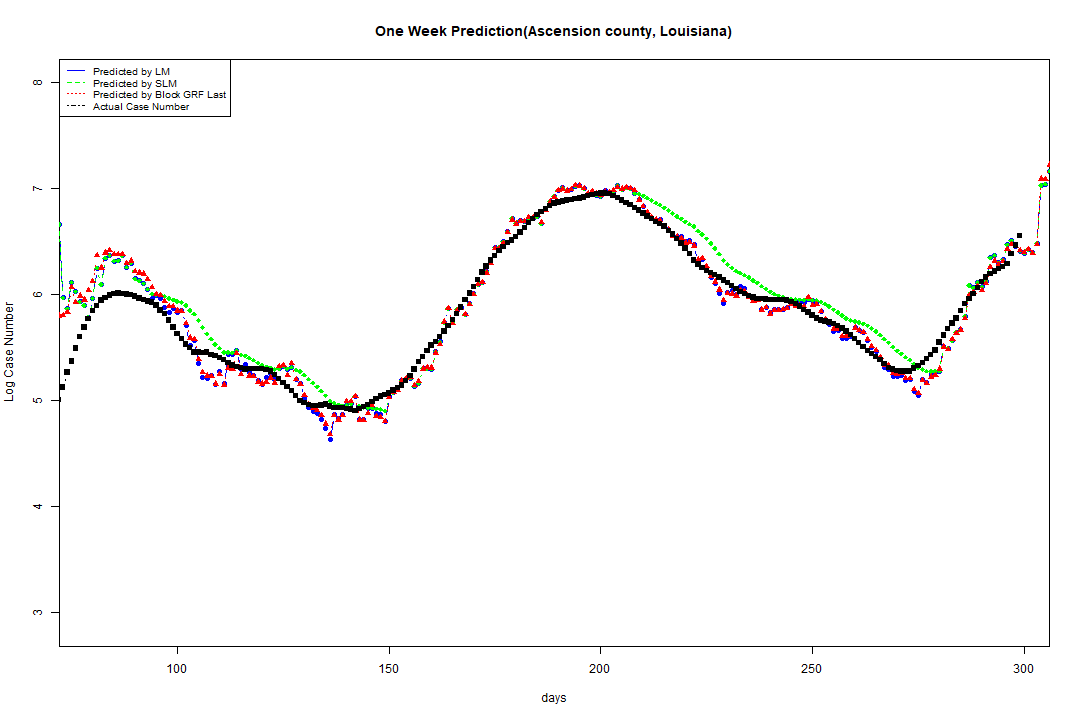 One Week Prediction(Ascension county, Louisiana)
Predicted by LM
Predicted by SLM
Predicted by Block GRF Last
Actual Case Number
8
7
6
5
4
3
Log Case Number
100 150 200 250 300
days